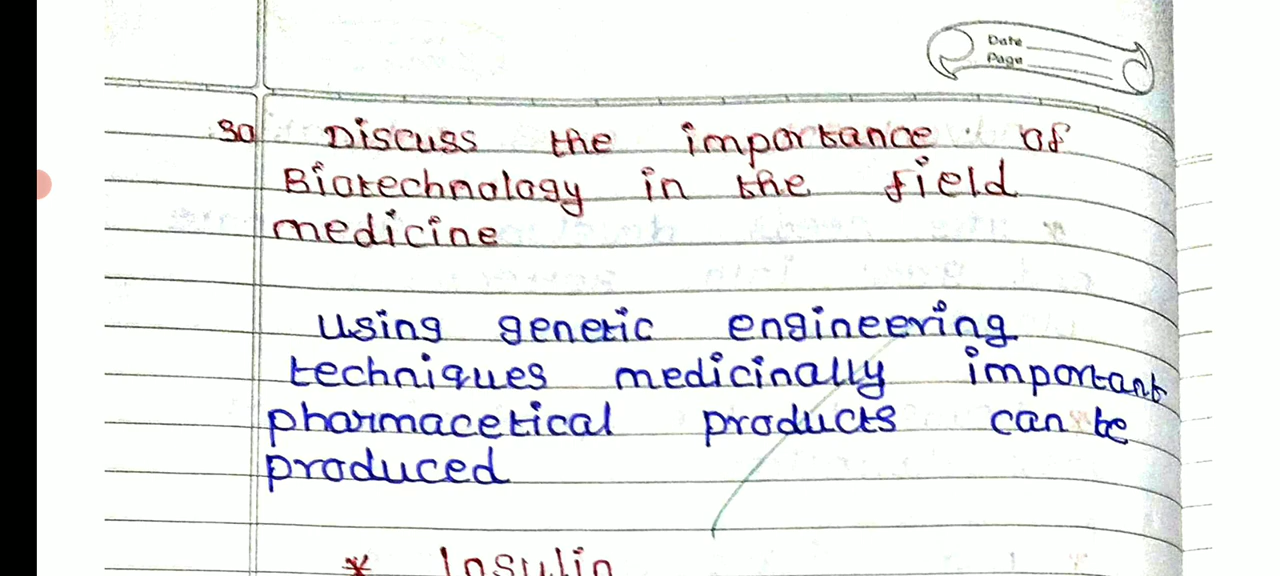 Date
Page
30 Discuss the importance of
Biotechnology in the field
medicine
using genetic engineering
techniques medicinally important
pharmacetical products can be
produced
* Insulin